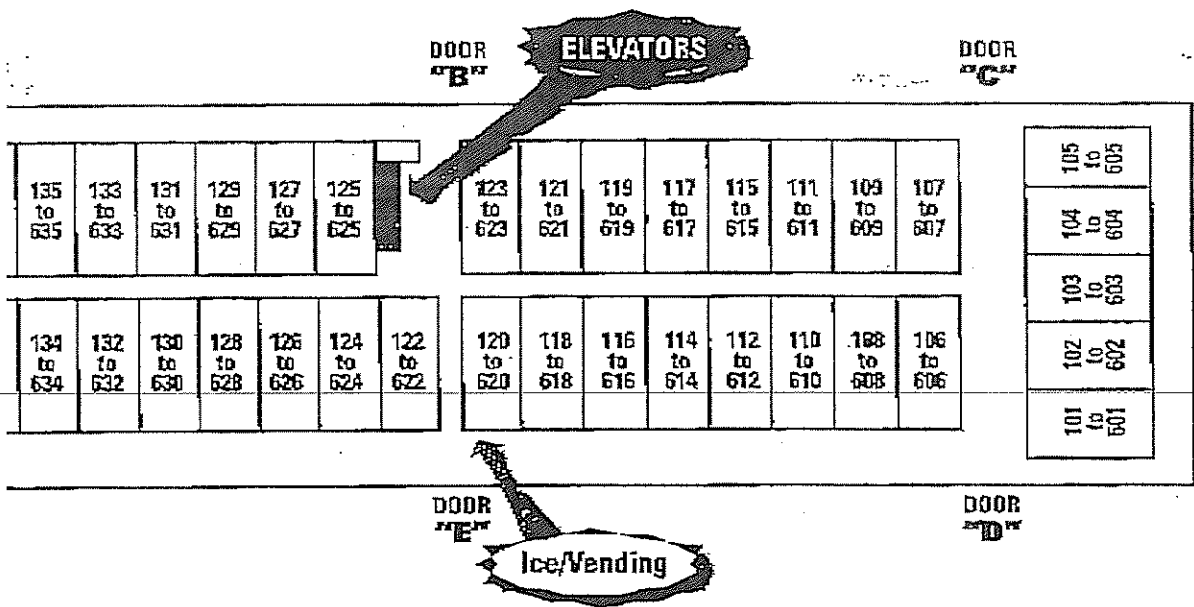 DOOR
"B"
ELEVATORS
DOOR
"C"
135
to
635
133
to
633
131
to
631
129
to
629
127
to
627
125
to
625
123
to
623
121
to
621
119
to
619
117
to
617
115
to
615
111
to
611
109
to
609
107
to
607
105
to
605
104
to
604
103
to
603
102
to
602
101
to
601
134
to
634
132
to
632
130
to
630
128
to
628
126
to
626
124
to
624
122
to
622
120
to
620
118
to
618
116
to
616
114
to
614
112
to
612
110
to
610
108
to
608
106
to
606
DOOR
"E"
Ice/Vending
DOOR
"D"